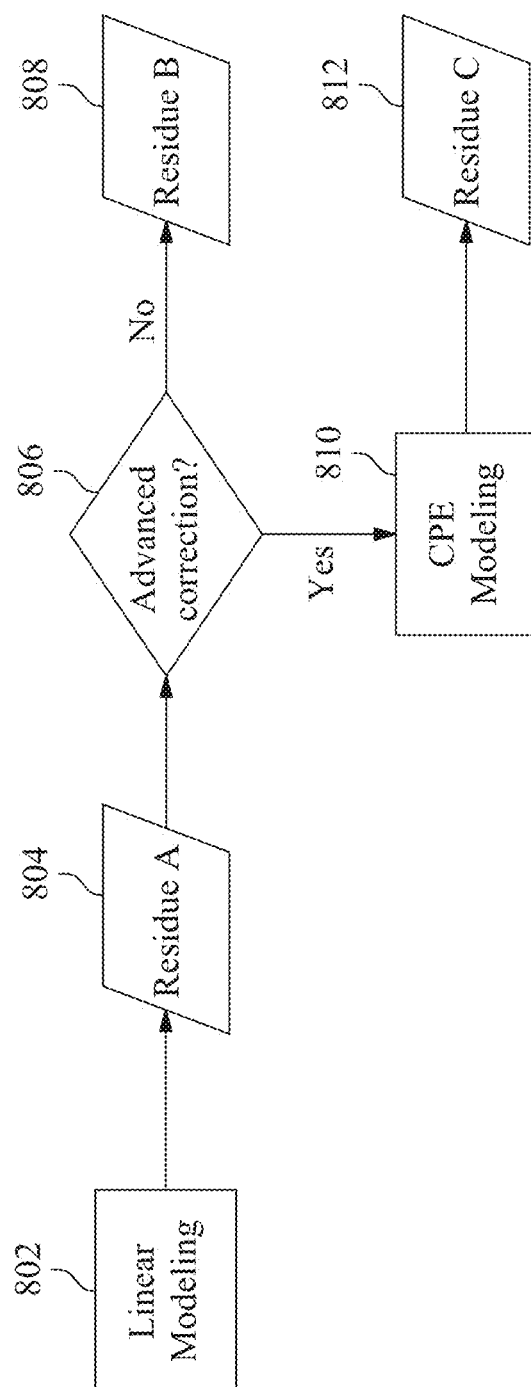 802
Linear
Modeling
804
Residue A
806
Advanced
correction?
No
808
Residue B
Yes
810
CPE
Modeling
812
Residue C